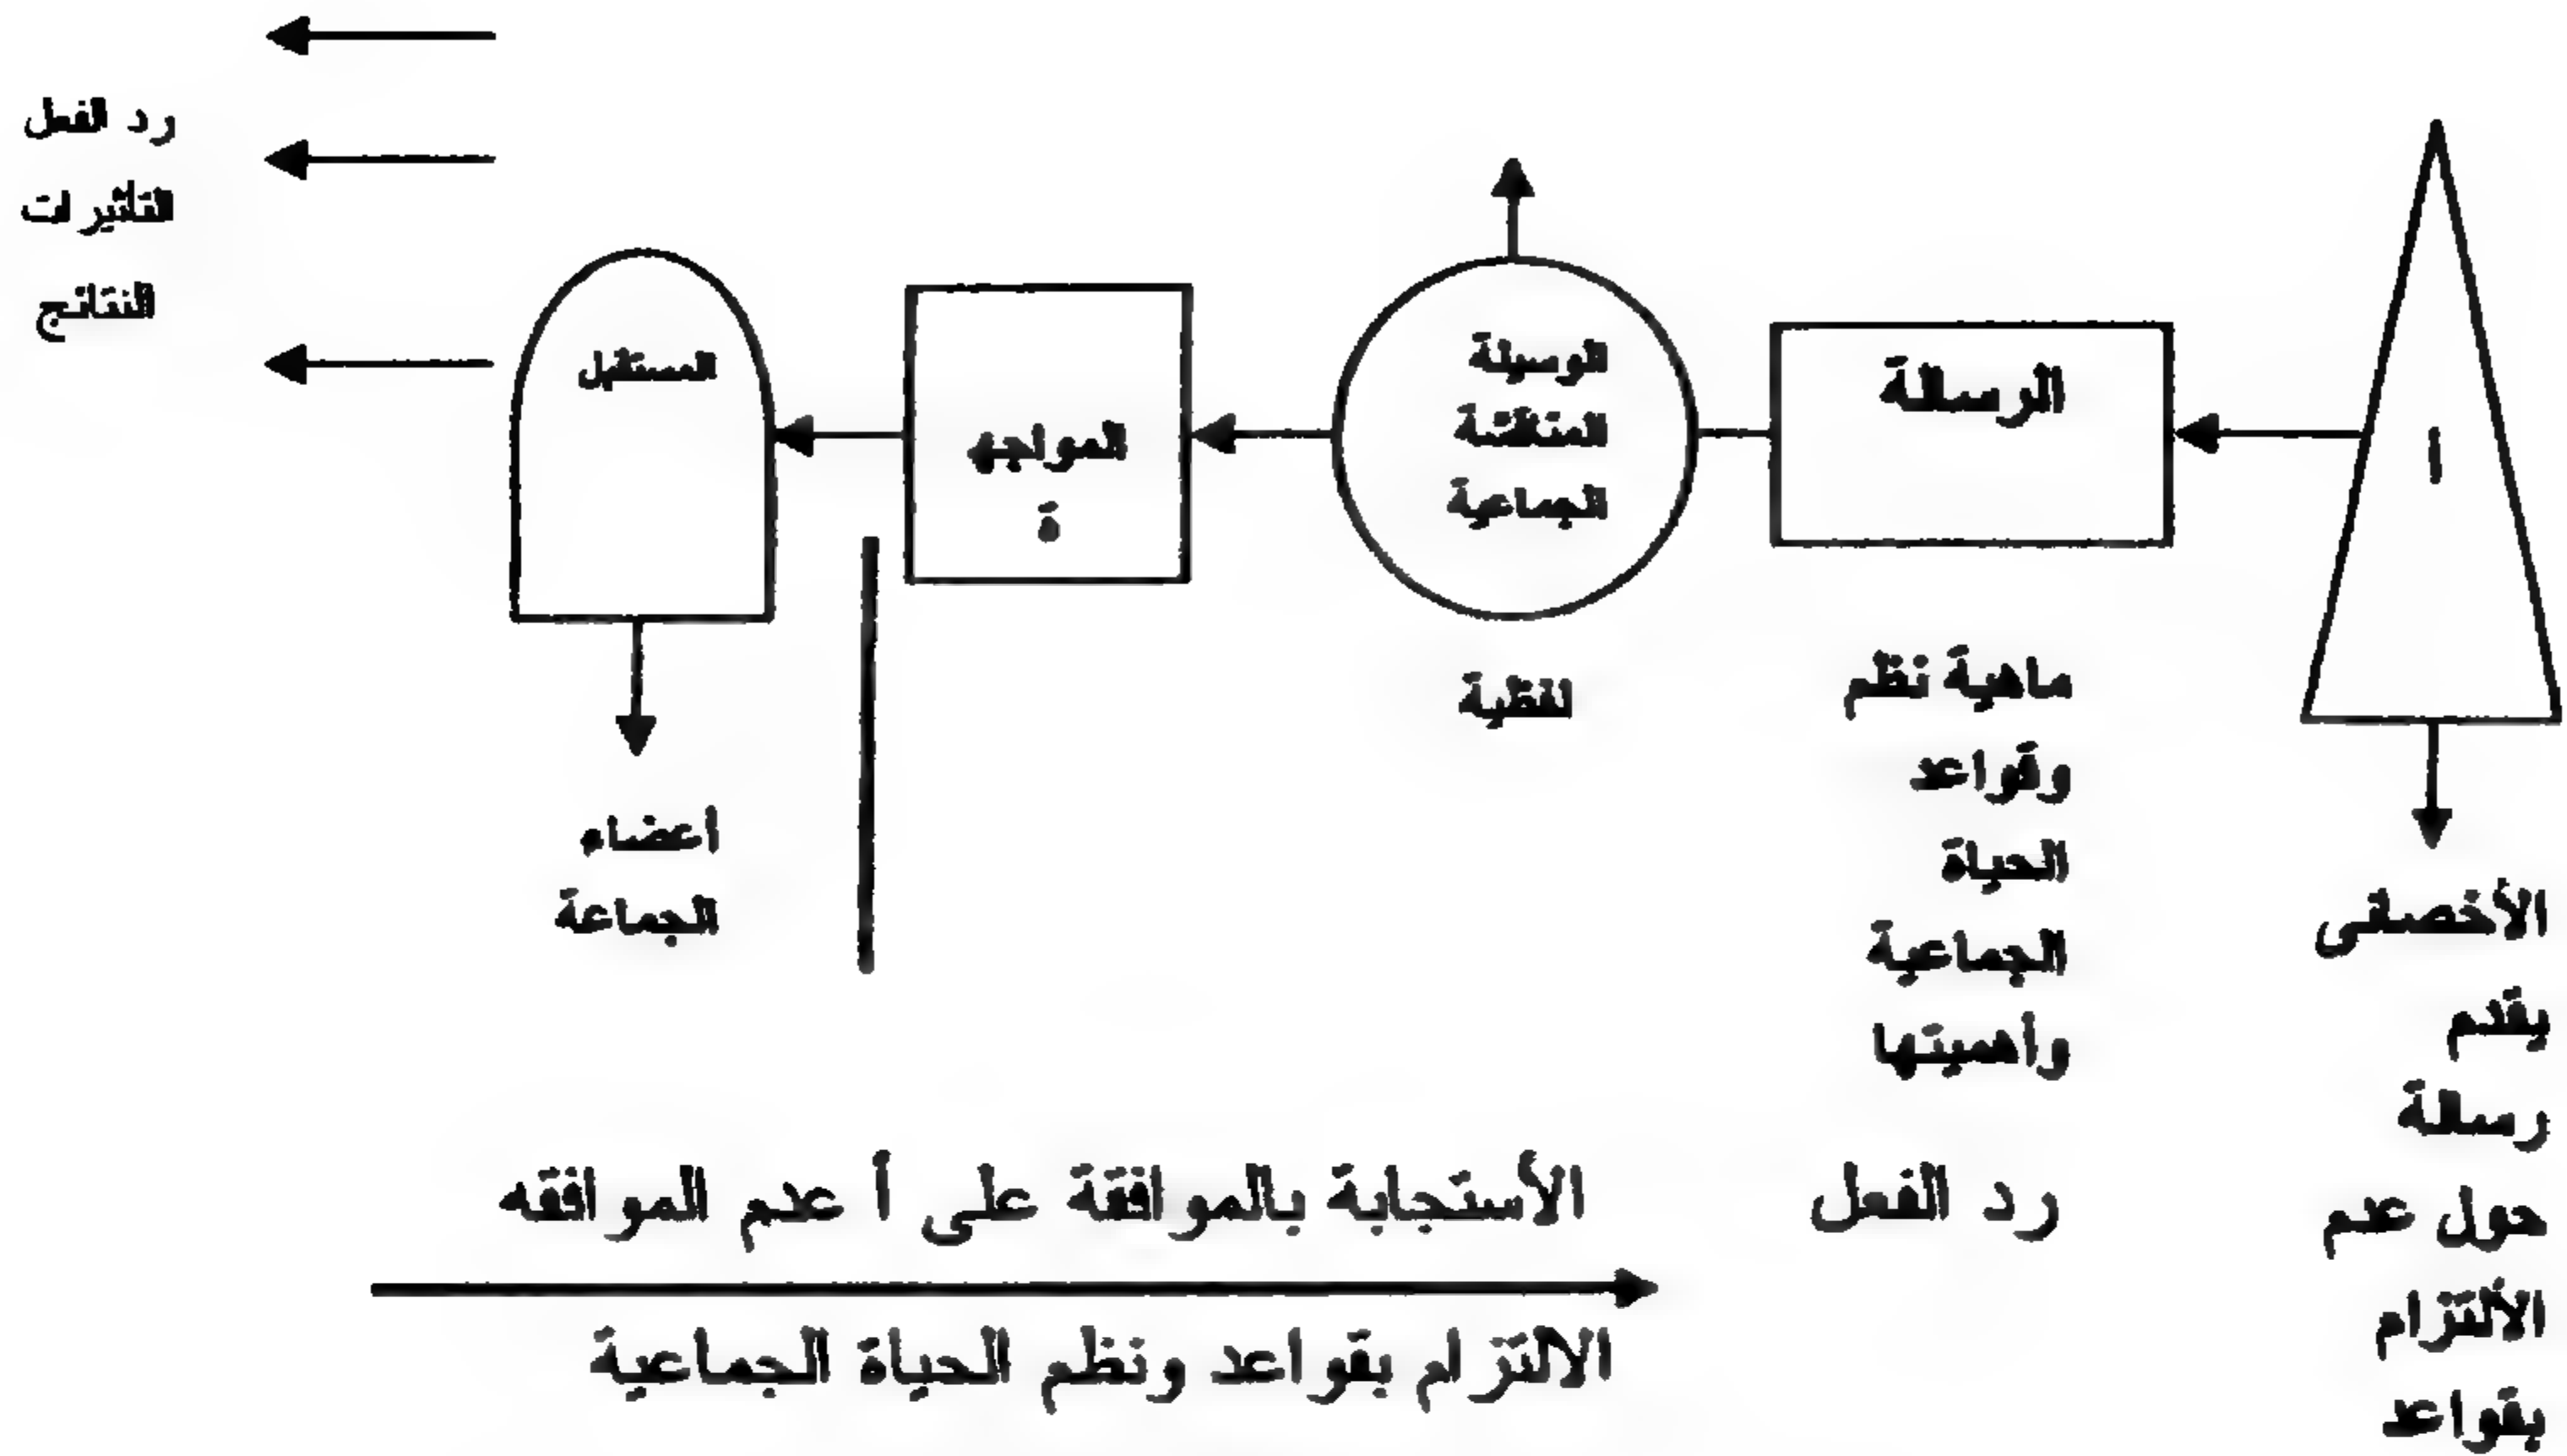 ا
الأخصائى
يقدم
رسالة
حول عدم
الألتزام
بقواعد
الرسالة
ماهية نظم
وقواعد
الحياة
الجماعية
وأهميتها
الوسيلة
المناقشة
الجماعية
لفظية
المواجه
ة
المستقبل
أعضاء
الجماعة
رد الفعل
التأثيرات
النتائج
رد الفعل
الأستجابة بالموافقة على أ عدم الموافقه
الالتزام بقواعد ونظم الحياة الجماعية